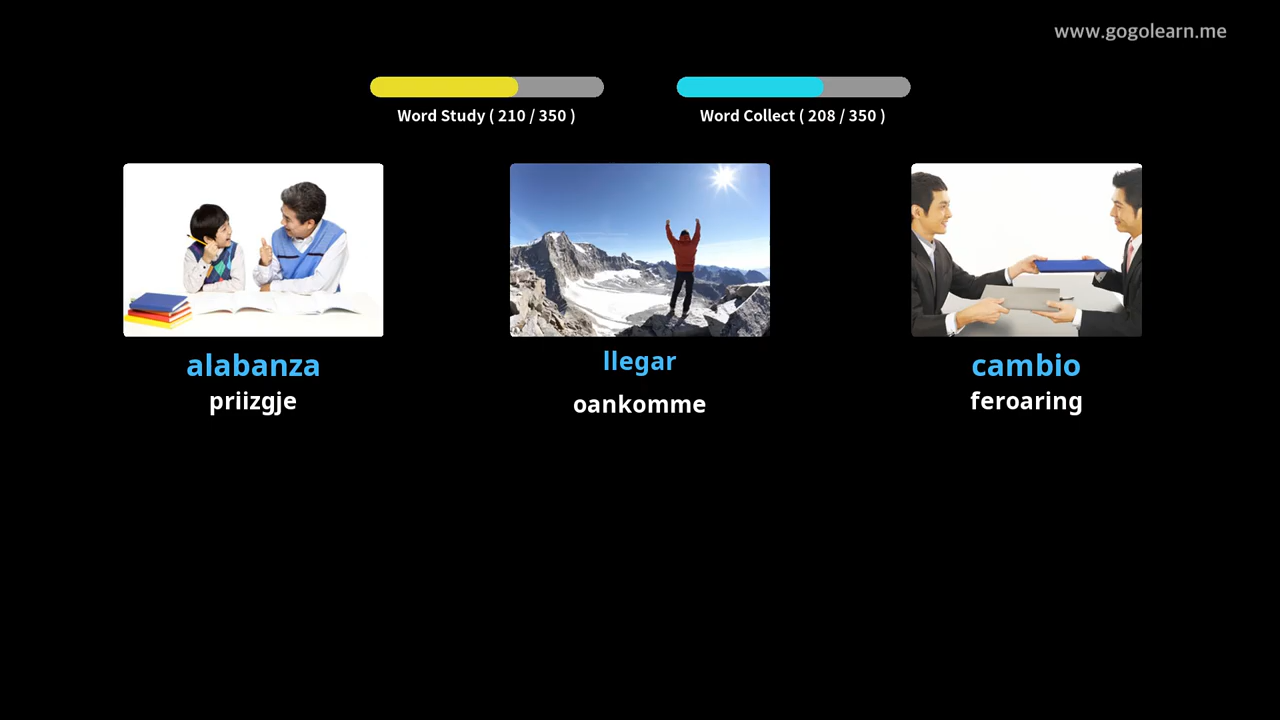 www.gogolearn.me
Word Study ( 210 / 350 )
Word Collect ( 208 / 350 )
alabanza
priizgje
llegar
oankomme
cambio
feroaring